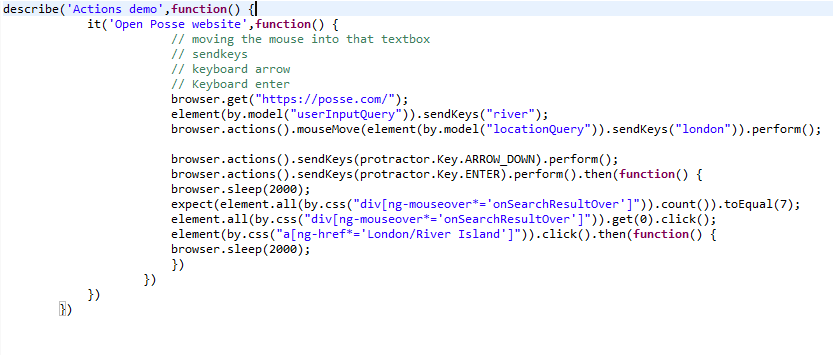 describe('Actions demo',function() {
it('Open Posse website',function() {
// moving the mouse into that textbox
// sendkeys
// keyboard arrow
// Keyboard enter
browser.get("https://posse.com/");
element(by.model("userInputQuery")).sendKeys("river");
browser.actions().mouseMove(element(by.model("locationQuery")).sendKeys("london")).perform();
browser.actions().sendKeys(protractor.Key.ARROW_DOWN).perform();
browser.actions().sendKeys(protractor.Key.ENTER).perform().then(function() {
browser.sleep(2000);
expect(element.all(by.css("div[ng-mouseover*='onSearchResultOver']")).count()).toEqual(7);
element.all(by.css("div[ng-mouseover*='onSearchResultOver']")).get(0).click();
element(by.css("a[ng-href*='London/River Island']")).click().then(function() {
browser.sleep(2000);
})
})
})
})